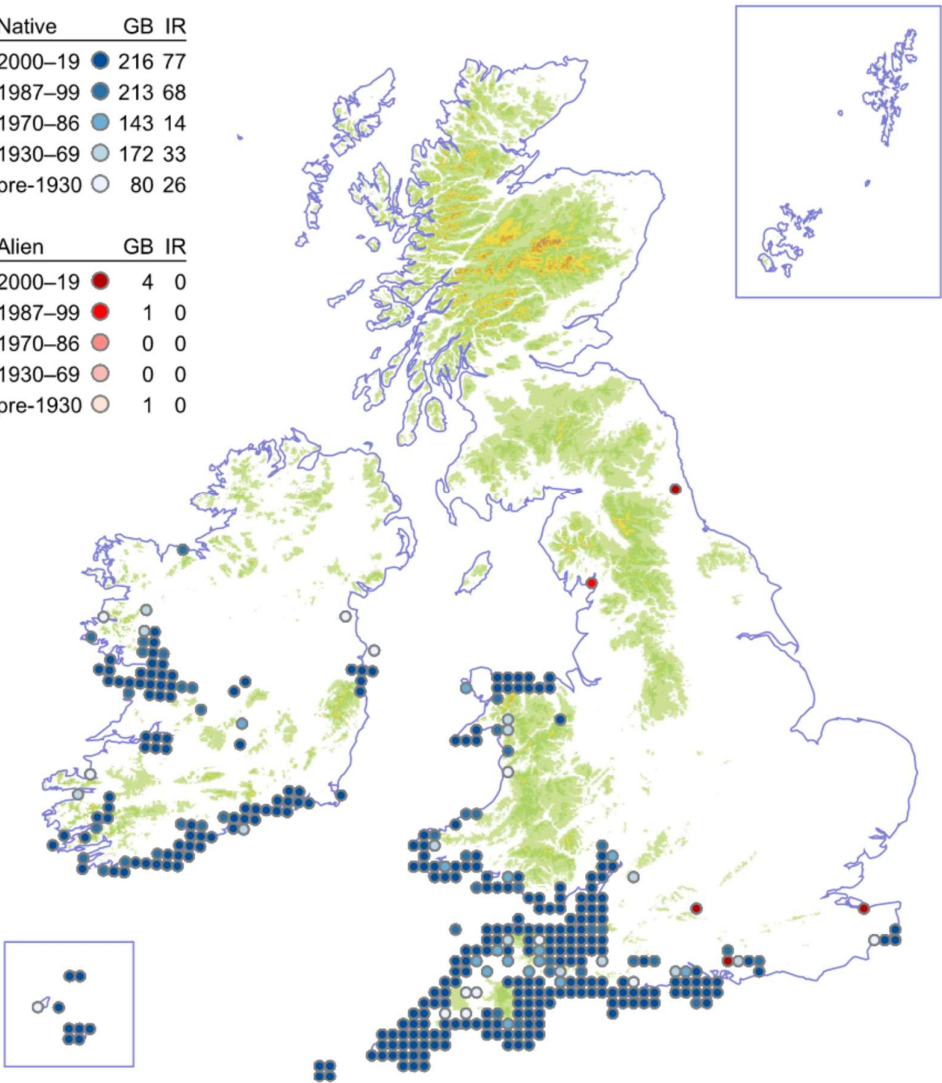 Native GB IR
2000–19 216 77
1987–99 213 68
1970–86 143 14
1930–69 172 33
pre-1930 80 26
Alien GB IR
2000–19 4 0
1987–99 1 0
1970–86 0 0
1930–69 0 0
pre-1930 1 0